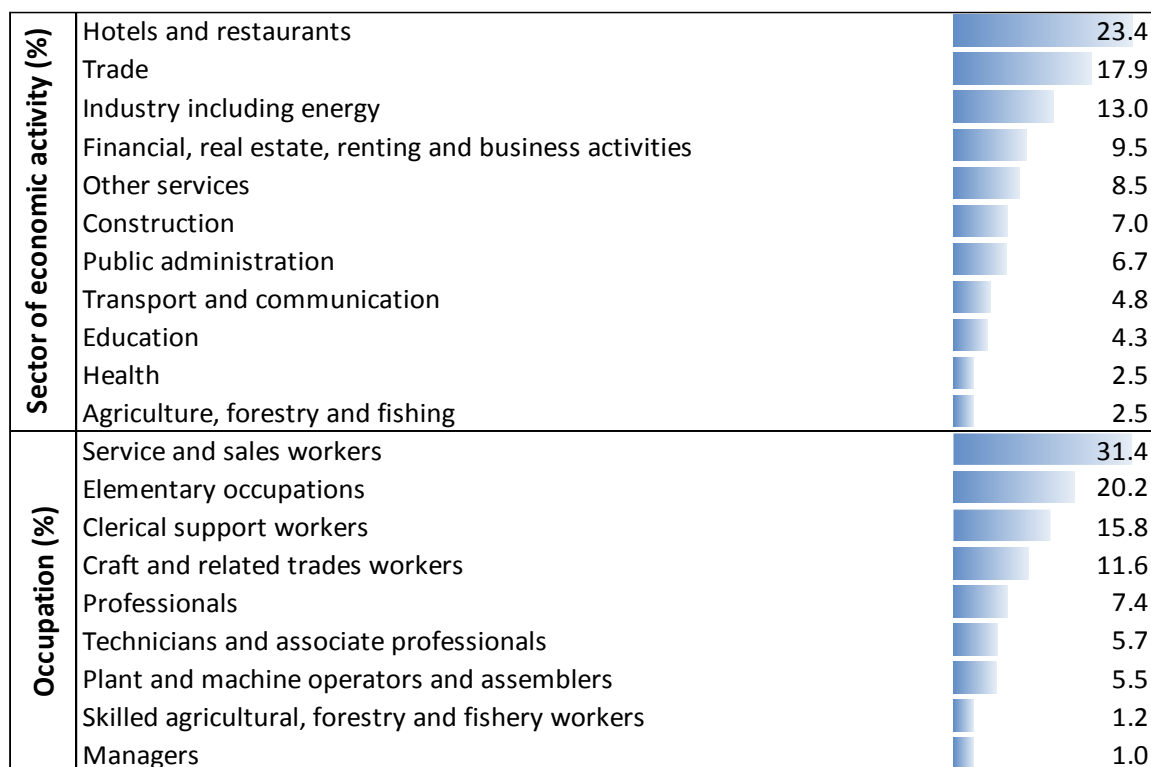 Sector of economic activity (%)
Hotels and restaurants 23.4
Trade 17.9
Industry including energy 13.0
Financial, real estate, renting and business activities 9.5
Other services 8.5
Construction 7.0
Public administration 6.7
Transport and communication 4.8
Education 4.3
Health 2.5
Agriculture, forestry and fishing 2.5
Occupation (%)
Service and sales workers 31.4
Elementary occupations 20.2
Clerical support workers 15.8
Craft and related trades workers 11.6
Professionals 7.4
Technicians and associate professionals 5.7
Plant and machine operators and assemblers 5.5
Skilled agricultural, forestry and fishery workers 1.2
Managers 1.0